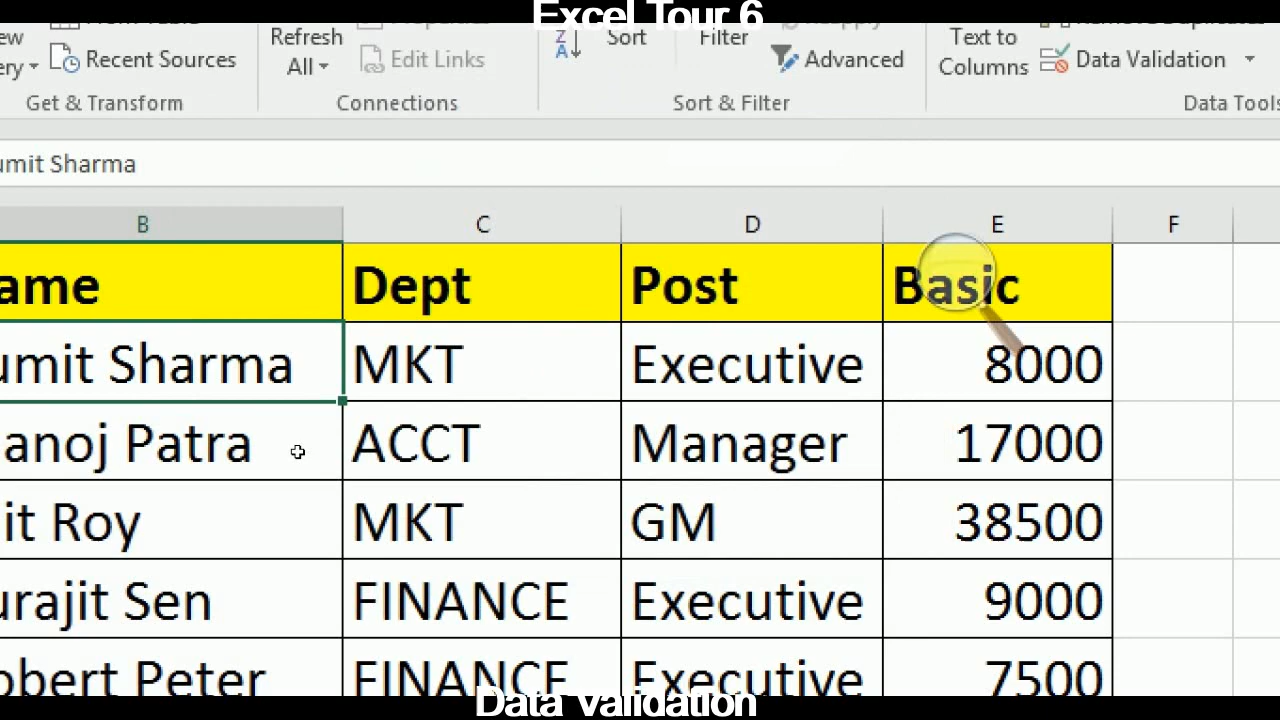 Excel Tour 6
ew
ery
Recent Sources
Get & Transform
Refresh
All
Edit Links
Connections
Z
A
Sort
Filter
Advanced
Sort & Filter
Text to
Columns
Data Validation
Data Tools
umit Sharma
B C D E F
ame Dept Post Basic
umit Sharma MKT Executive 8000
anoj Patra ACCT Manager 17000
it Roy MKT GM 38500
urajit Sen FINANCE Executive 9000
obert Peter FINANCE Executive 7500
Data Validation